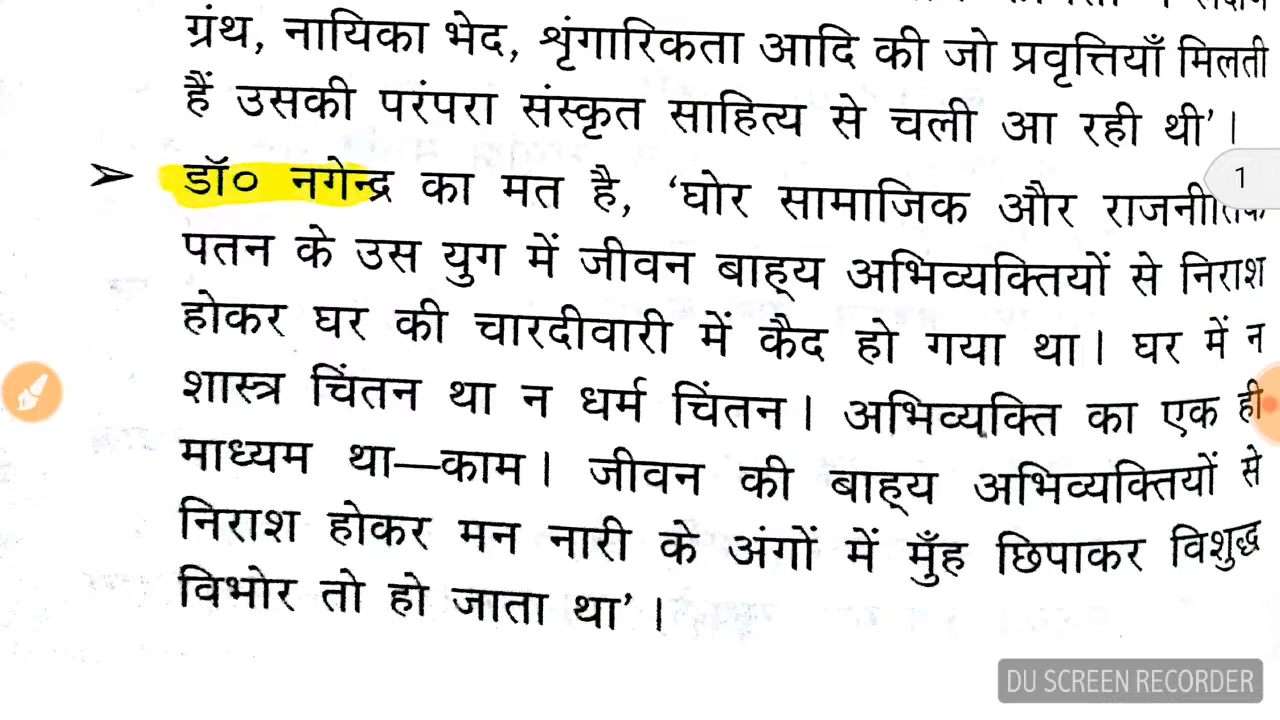 ग्रंथ, नायिका भेद, शृंगारिकता आदि की जो प्रवृत्तियाँ मिलती
हैं उसकी परंपरा संस्कृत साहित्य से चली आ रही थी’।
➢ डॉ० नगेन्द्र का मत है, ‘घोर सामाजिक और राजनीतिक
1
पतन के उस युग में जीवन बाह्य अभिव्यक्तियों से निराश
होकर घर की चारदीवारी में कैद हो गया था। घर में न
शास्त्र चिंतन था न धर्म चिंतन। अभिव्यक्ति का एक ही
माध्यम था—काम। जीवन की बाह्य अभिव्यक्तियों से
निराश होकर मन नारी के अंगों में मुँह छिपाकर विशुद्ध
विभोर तो हो जाता था’।
DU SCREEN RECORDER